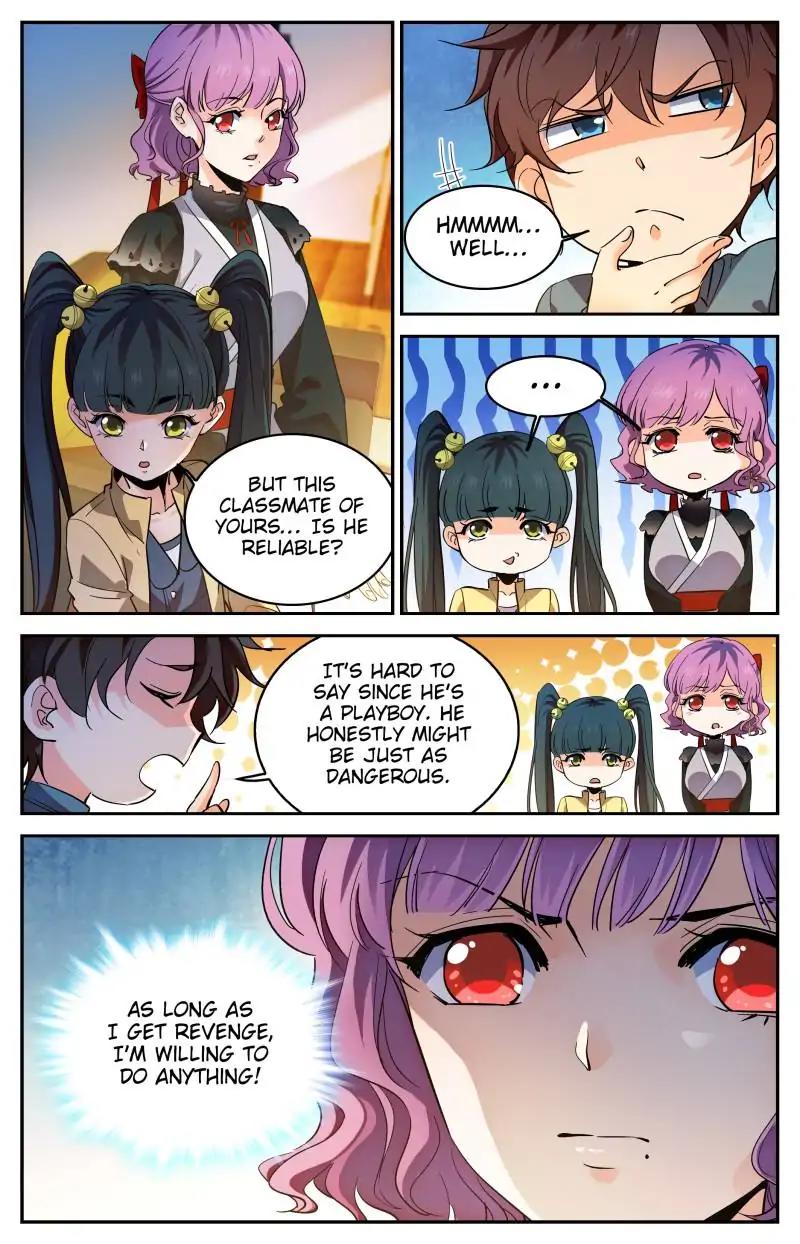 HMMMM...
WELL...
BUT THIS
CLASSMATE OF
YOURS... IS HE
RELIABLE?
...
IT'S HARD TO
SAY SINCE HE'S
A PLAYBOY. HE
HONESTLY MIGHT
BE JUST AS
DANGEROUS.
AS LONG AS
I GET REVENGE,
I'M WILLING TO
DO ANYTHING!